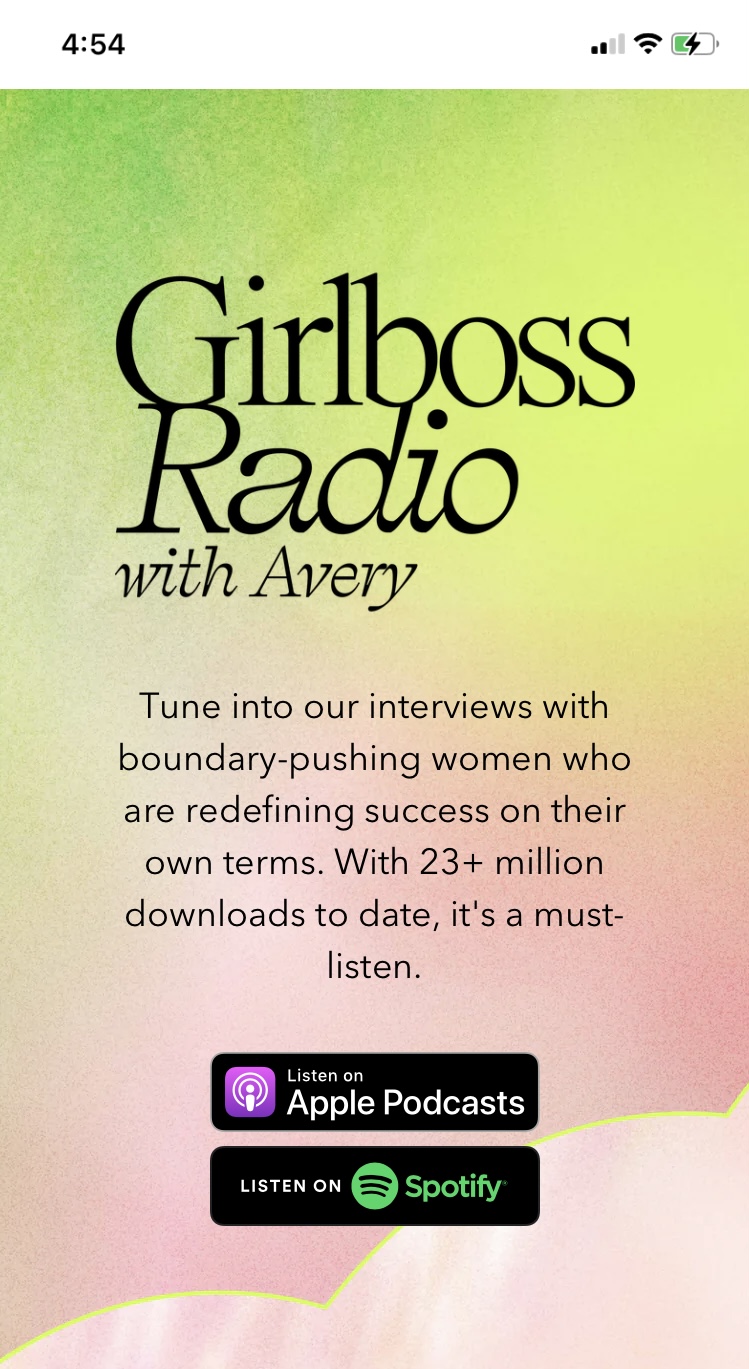 4:54
Girlboss
Radio
with Avery
Tune into our interviews with
boundary-pushing women who
are redefining success on their
own terms. With 23+ million
downloads to date, it's a must-
listen.
Listen on
Apple Podcasts
LISTEN ON Spotify